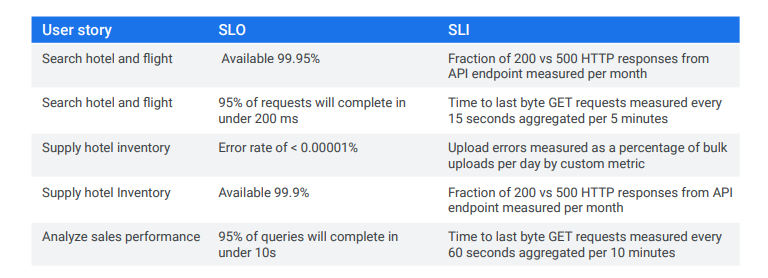 User story SLO SLI
Search hotel and flight Available 99.95% Fraction of 200 vs 500 HTTP responses from
API endpoint measured per month
Search hotel and flight 95% of requests will complete in Time to last byte GET requests measured every
under 200 ms 15 seconds aggregated per 5 minutes
Supply hotel inventory Error rate of < 0.00001% Upload errors measured as a percentage of bulk
uploads per day by custom metric
Supply hotel Inventory Available 99.9% Fraction of 200 vs 500 HTTP responses from API
endpoint measured per month
Analyze sales performance 95% of queries will complete in Time to last byte GET requests measured every
under 10s 60 seconds aggregated per 10 minutes